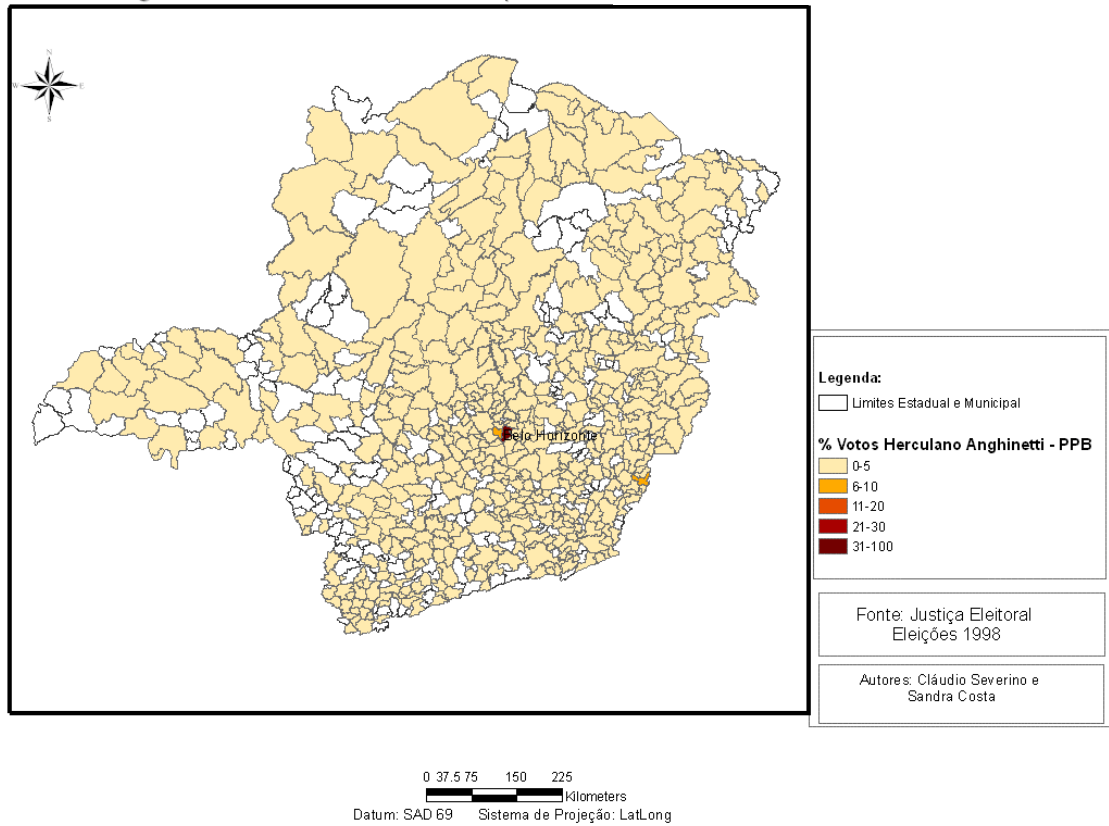 N
W
E
S
Belo Horizonte
Legenda:
Limites Estadual e Municipal
% Votos Herculano Anghinetti - PPB
0-5
6-10
11-20
21-30
31-100
Fonte: Justiça Eleitoral
Eleições 1998
Autores: Cláudio Severino e
Sandra Costa
0 37.5 75 150 225
Kilometers
Datum: SAD 69 Sistema de Projeção: LatLong